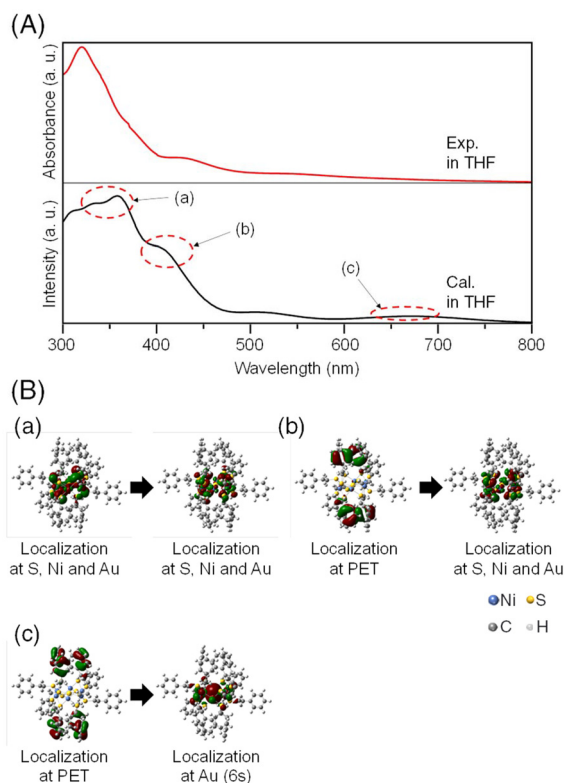 (A)
Absorbance (a. u.)
Exp.
in THF
Intensity (a. u.)
(a)
(b)
(c)
Cal.
in THF
300 400 500 600 700 800
Wavelength (nm)
(B)
(a)
(b)
Localization
at S, Ni and Au
Localization
at S, Ni and Au
Localization
at PET
Localization
at S, Ni and Au
Ni S
C H
(c)
Localization
at PET
Localization
at Au (6s)